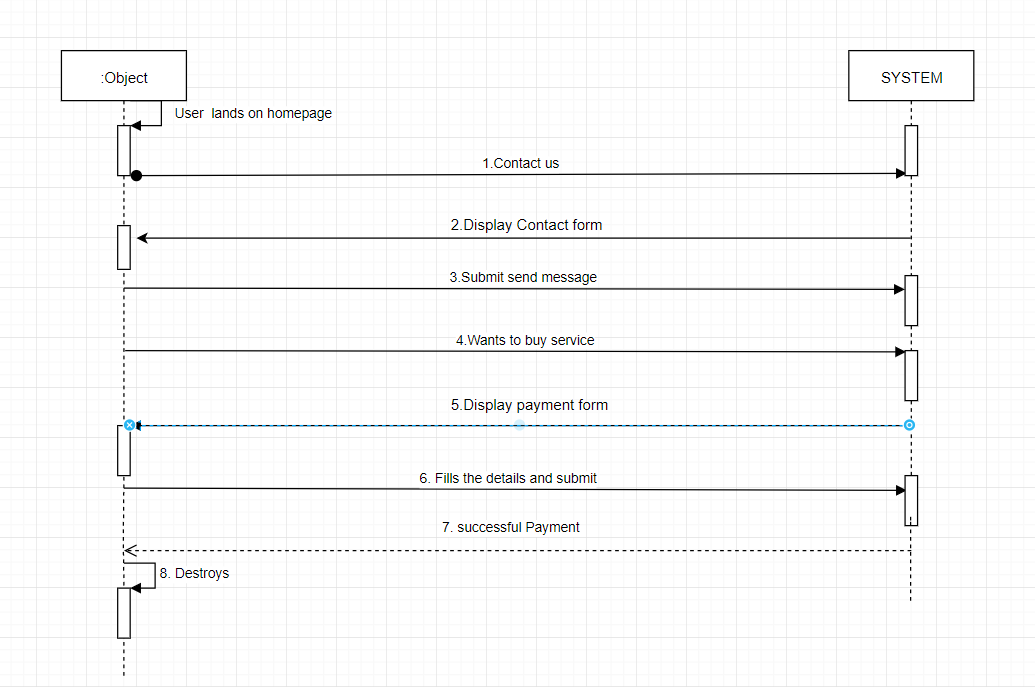 :Object
SYSTEM
User lands on homepage
1.Contact us
2.Display Contact form
3.Submit send message
4.Wants to buy service
5.Display payment form
6. Fills the details and submit
7. successful Payment
8. Destroys